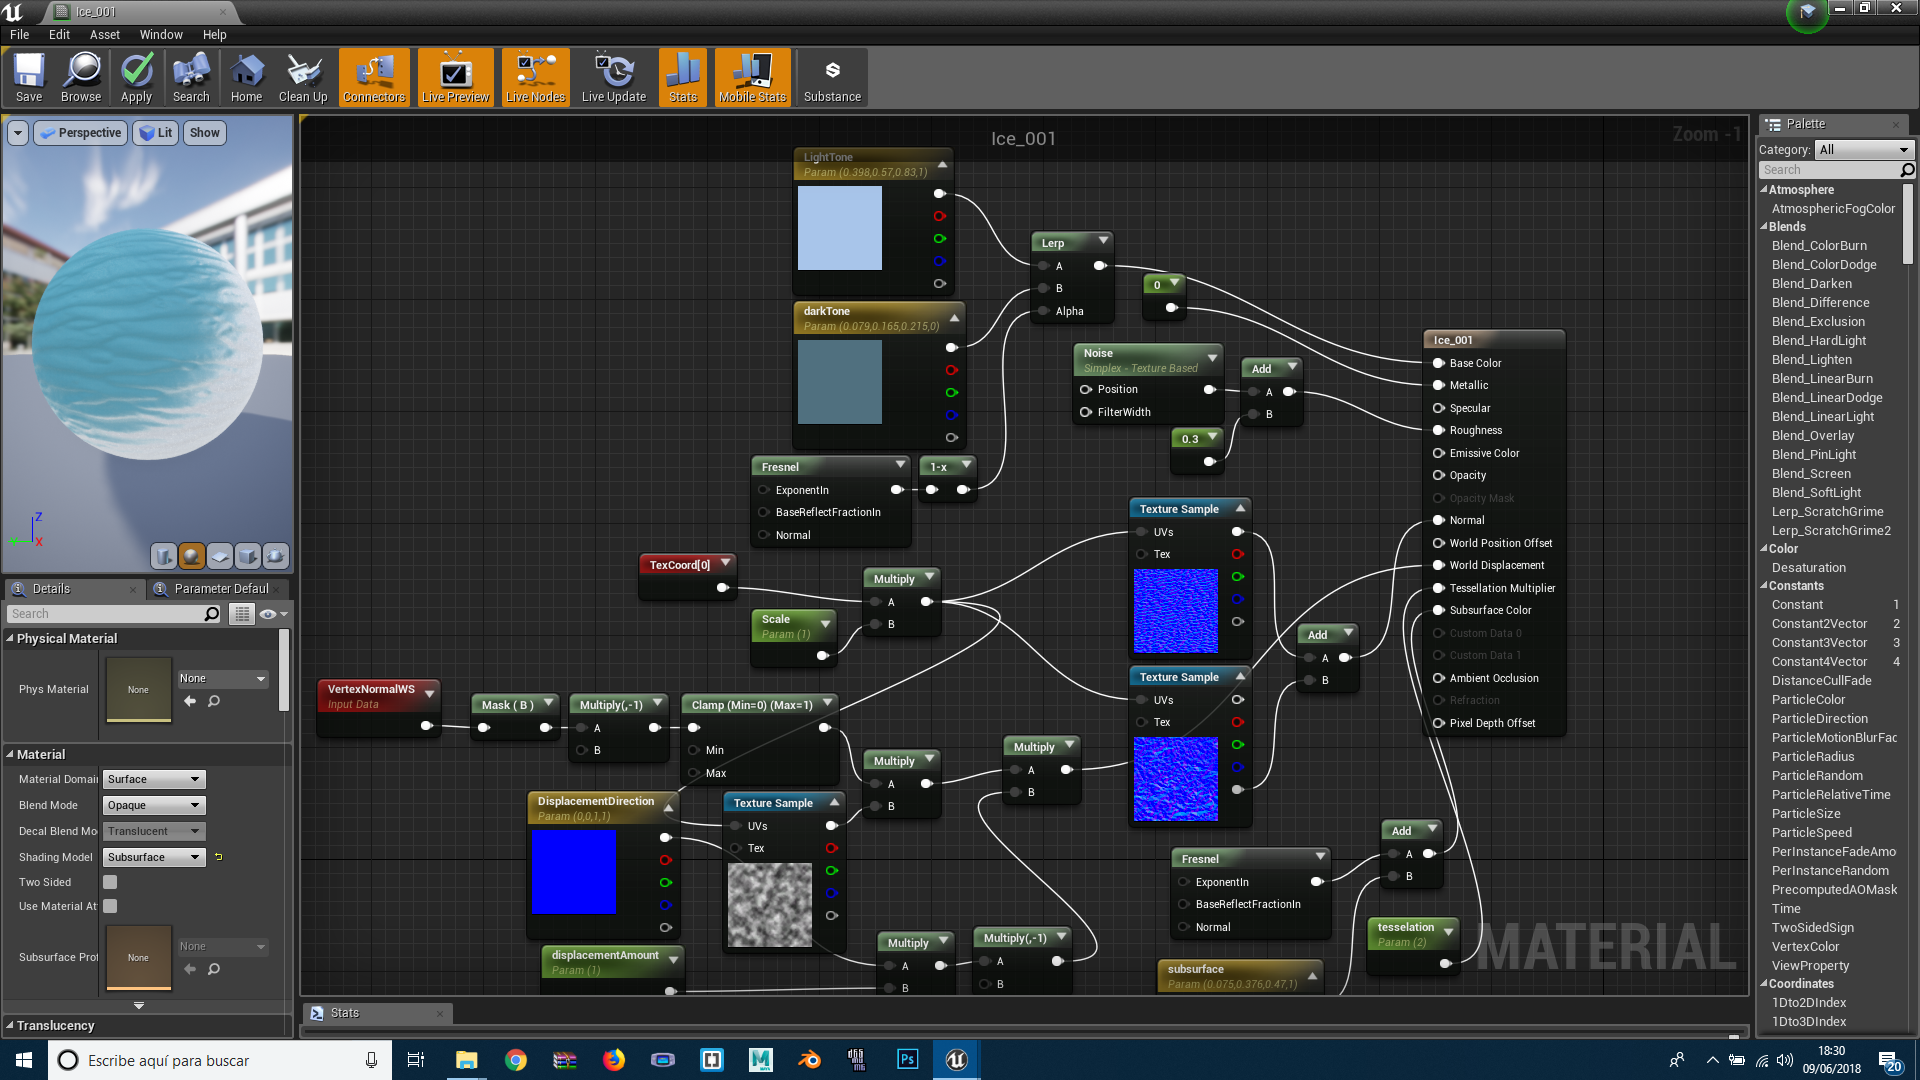 Ice_001
File Edit Asset Window Help
Save Browse Apply Search Home Clean Up Connectors Live Preview Live Nodes Live Update Stats Mobile Stats Substance
Perspective Lit Show
Z
Y X
Details
Parameter Defaul
Search
Physical Material
Phys Material
None
None
Material
Material Domain Surface
Blend Mode Opaque
Decal Blend Mo Translucent
Shading Model Subsurface
Two Sided
Use Material At
Subsurface Prof
None
None
Translucency
Ice_001
Zoom -1
LightTone
Param (0.398,0.57,0.83,1)
darkTone
Param (0.079,0.165,0.215,0)
Lerp
A
B
Alpha
0
Noise
Simplex - Texture Based
Position
FilterWidth
Add
A
B
0.3
Fresnel
ExponentIn
BaseReflectFractionIn
Normal
1-x
TexCoord[0]
Multiply
A
B
Scale
Param (1)
Texture Sample
UVs
Tex
Texture Sample
UVs
Tex
Add
A
B
VertexNormalWS
Input Data
Mask ( B )
Multiply(,-1)
A
B
Clamp (Min=0) (Max=1)
Min
Max
Multiply
A
B
Multiply
A
B
DisplacementDirection
Param (0,0,1,1)
Texture Sample
UVs
Tex
displacementAmount
Param (1)
Multiply
A
B
Multiply(,-1)
A
B
Fresnel
ExponentIn
BaseReflectFractionIn
Normal
Add
A
B
tesselation
Param (2)
subsurface
Param (0.075,0.376,0.47,1)
Ice_001
Base Color
Metallic
Specular
Roughness
Emissive Color
Opacity
Opacity Mask
Normal
World Position Offset
World Displacement
Tessellation Multiplier
Subsurface Color
Custom Data 0
Custom Data 1
Ambient Occlusion
Refraction
Pixel Depth Offset
MATERIAL
Stats
Palette
Category: All
Search
Atmosphere
AtmosphericFogColor
Blends
Blend_ColorBurn
Blend_ColorDodge
Blend_Darken
Blend_Difference
Blend_Exclusion
Blend_HardLight
Blend_Lighten
Blend_LinearBurn
Blend_LinearDodge
Blend_LinearLight
Blend_Overlay
Blend_PinLight
Blend_Screen
Blend_SoftLight
Lerp_ScratchGrime
Lerp_ScratchGrime2
Color
Desaturation
Constants
Constant 1
Constant2Vector 2
Constant3Vector 3
Constant4Vector 4
DistanceCullFade
ParticleColor
ParticleDirection
ParticleMotionBlurFac
ParticleRadius
ParticleRandom
ParticleRelativeTime
ParticleSize
ParticleSpeed
PerInstanceFadeAmo
PerInstanceRandom
PrecomputedAOMask
Time
TwoSidedSign
VertexColor
ViewProperty
Coordinates
1Dto2DIndex
1Dto3DIndex
Escribe aquí para buscar
18:30
09/06/2018
20